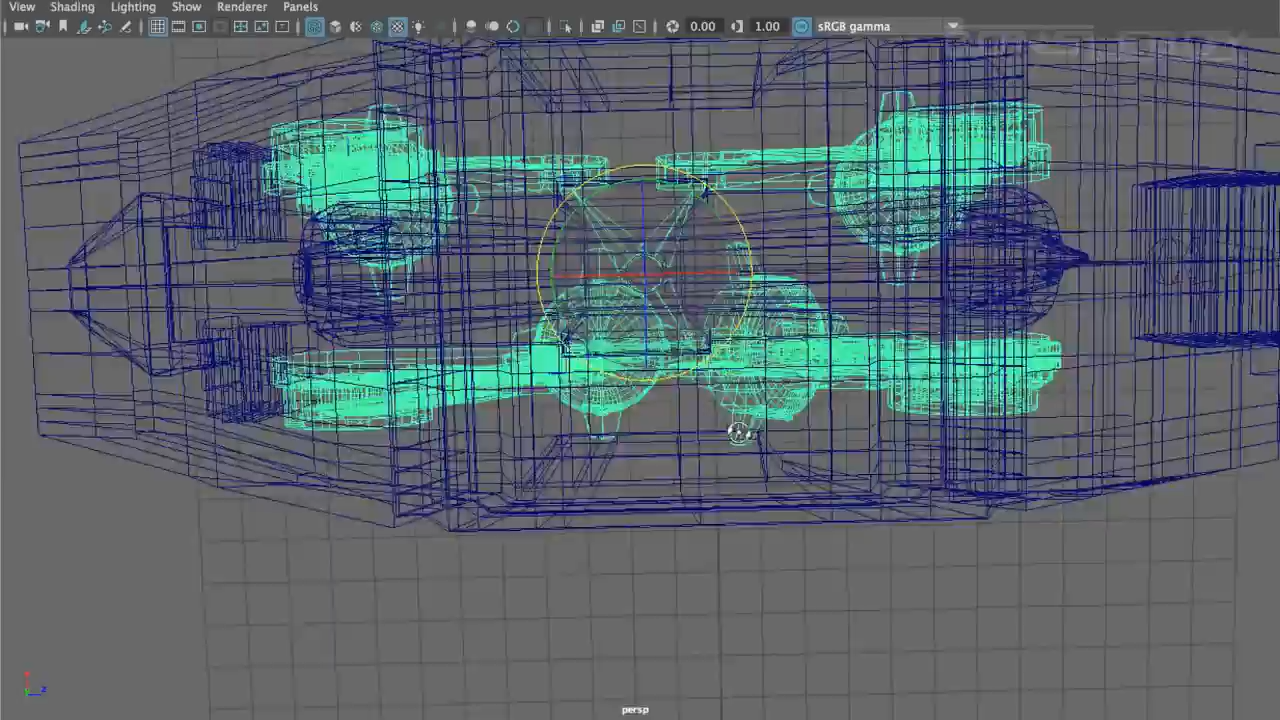 View Shading Lighting Show Renderer Panels
0.00 1.00 sRGB gamma
z
persp